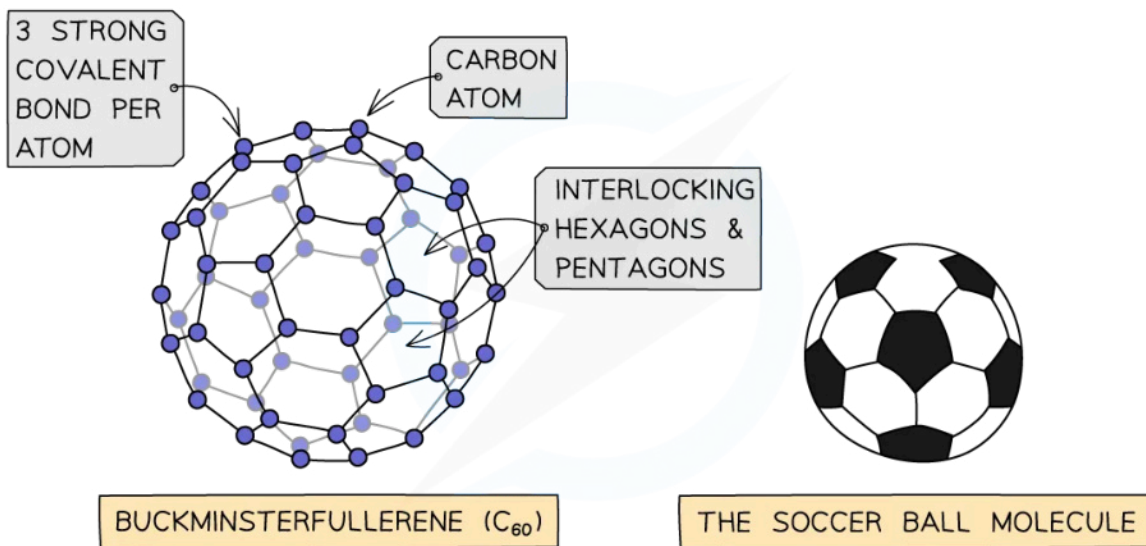 3 STRONG
COVALENT
BOND PER
ATOM
CARBON
ATOM
INTERLOCKING
HEXAGONS &
PENTAGONS
BUCKMINSTERFULLERENE (C₆₀)
THE SOCCER BALL MOLECULE